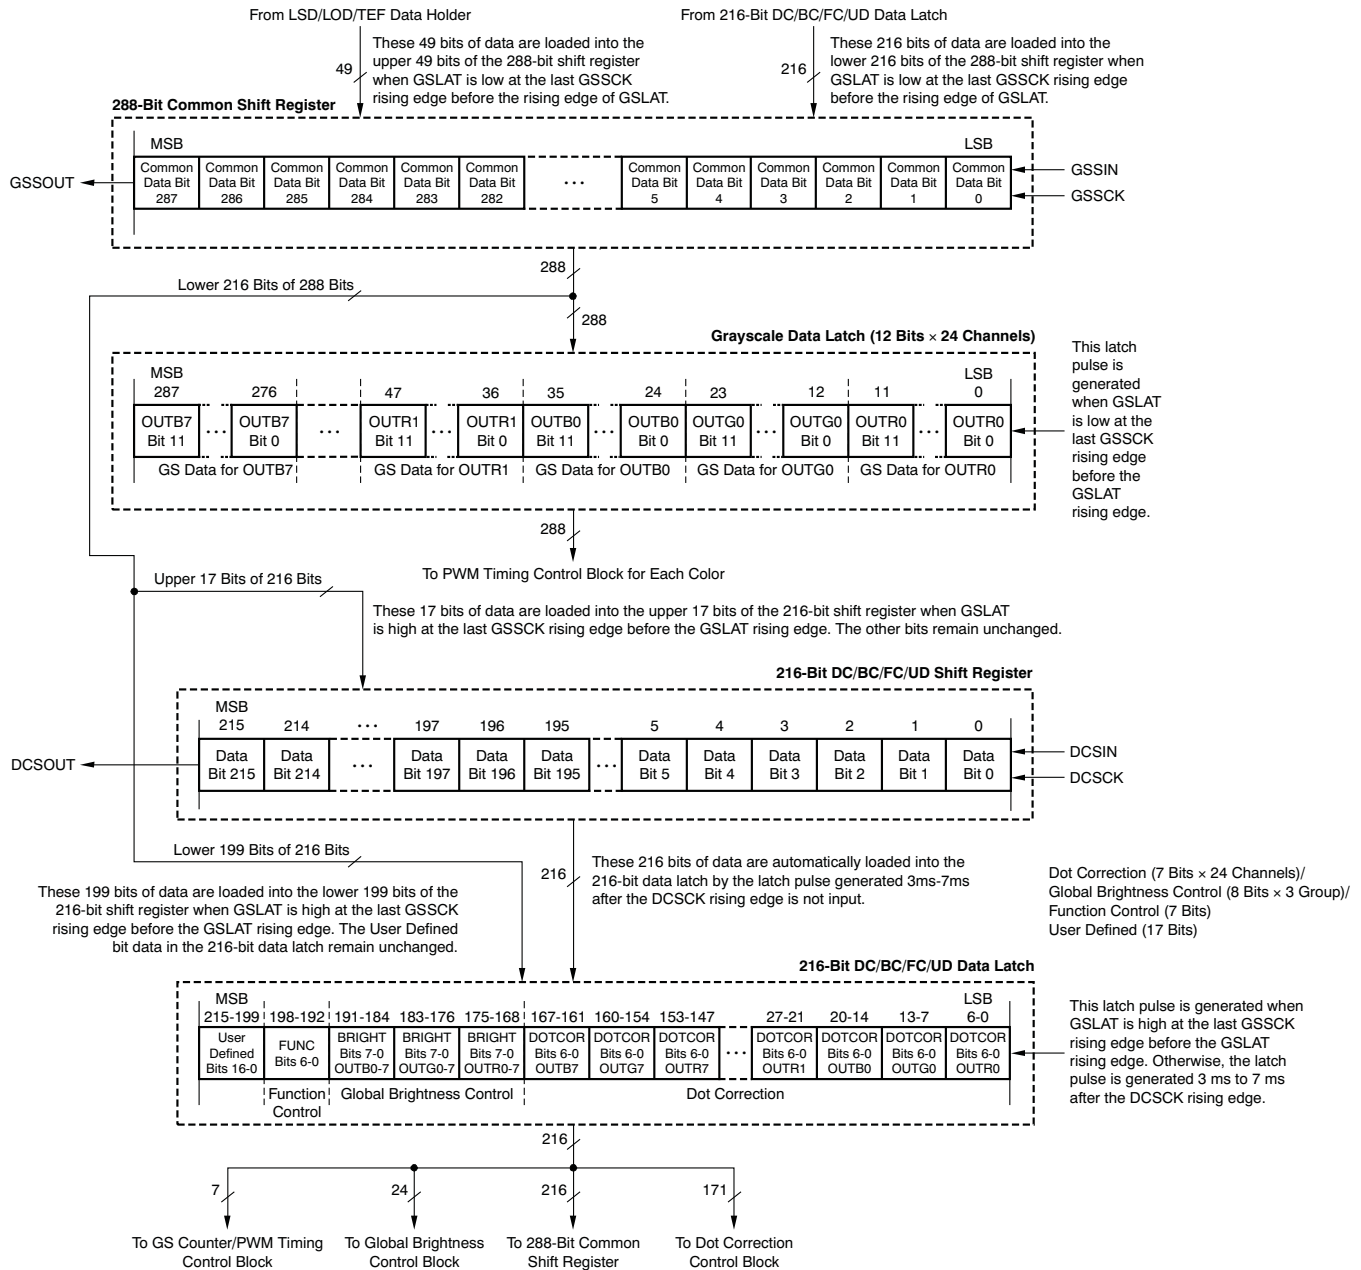 From LSD/LOD/TEF Data Holder
From 216-Bit DC/BC/FC/UD Data Latch
These 49 bits of data are loaded into the
upper 49 bits of the 288-bit shift register
when GSLAT is low at the last GSSCK
rising edge before the rising edge of GSLAT.
49
These 216 bits of data are loaded into the
lower 216 bits of the 288-bit shift register when
GSLAT is low at the last GSSCK rising edge
before the rising edge of GSLAT.
216
288-Bit Common Shift Register
MSB
LSB
GSSOUT
Common Data Bit 287
Common Data Bit 286
Common Data Bit 285
Common Data Bit 284
Common Data Bit 283
Common Data Bit 282
...
Common Data Bit 5
Common Data Bit 4
Common Data Bit 3
Common Data Bit 2
Common Data Bit 1
Common Data Bit 0
GSSIN
GSSCK
288
Lower 216 Bits of 288 Bits
288
Grayscale Data Latch (12 Bits × 24 Channels)
MSB
LSB
287 276 47 36 35 24 23 12 11 0
OUTB7 Bit 11
...
OUTB7 Bit 0
...
OUTR1 Bit 11
...
OUTR1 Bit 0
OUTB0 Bit 11
...
OUTB0 Bit 0
OUTG0 Bit 11
...
OUTG0 Bit 0
OUTR0 Bit 11
...
OUTR0 Bit 0
GS Data for OUTB7
GS Data for OUTR1
GS Data for OUTB0
GS Data for OUTG0
GS Data for OUTR0
This latch
pulse is
generated
when GSLAT
is low at the
last GSSCK
rising edge
before the
GSLAT
rising edge.
288
To PWM Timing Control Block for Each Color
Upper 17 Bits of 216 Bits
These 17 bits of data are loaded into the upper 17 bits of the 216-bit shift register when GSLAT
is high at the last GSSCK rising edge before the GSLAT rising edge. The other bits remain unchanged.
216-Bit DC/BC/FC/UD Shift Register
MSB
215 214 ... 197 196 195 5 4 3 2 1 0
DCSOUT
Data Bit 215
Data Bit 214
...
Data Bit 197
Data Bit 196
Data Bit 195
...
Data Bit 5
Data Bit 4
Data Bit 3
Data Bit 2
Data Bit 1
Data Bit 0
DCSIN
DCSCK
Lower 199 Bits of 216 Bits
These 199 bits of data are loaded into the lower 199 bits of the
216-bit shift register when GSLAT is high at the last GSSCK
rising edge before the GSLAT rising edge. The User Defined
bit data in the 216-bit data latch remain unchanged.
216
These 216 bits of data are automatically loaded into the
216-bit data latch by the latch pulse generated 3ms-7ms
after the DCSCK rising edge is not input.
Dot Correction (7 Bits × 24 Channels)/
Global Brightness Control (8 Bits × 3 Group)/
Function Control (7 Bits)
User Defined (17 Bits)
216-Bit DC/BC/FC/UD Data Latch
MSB
LSB
215-199 198-192 191-184 183-176 175-168 167-161 160-154 153-147 27-21 20-14 13-7 6-0
User Defined Bits 16-0
FUNC Bits 6-0
BRIGHT Bits 7-0 OUTB0-7
BRIGHT Bits 7-0 OUTG0-7
BRIGHT Bits 7-0 OUTR0-7
DOTCOR Bits 6-0 OUTB7
DOTCOR Bits 6-0 OUTG7
DOTCOR Bits 6-0 OUTR7
...
DOTCOR Bits 6-0 OUTR1
DOTCOR Bits 6-0 OUTB0
DOTCOR Bits 6-0 OUTG0
DOTCOR Bits 6-0 OUTR0
Function
Control
Global Brightness Control
Dot Correction
This latch pulse is generated when
GSLAT is high at the last GSSCK
rising edge before the GSLAT
rising edge. Otherwise, the latch
pulse is generated 3 ms to 7 ms
after the DCSCK rising edge.
216
7
24
216
171
To GS Counter/PWM Timing
Control Block
To Global Brightness
Control Block
To 288-Bit Common
Shift Register
To Dot Correction
Control Block